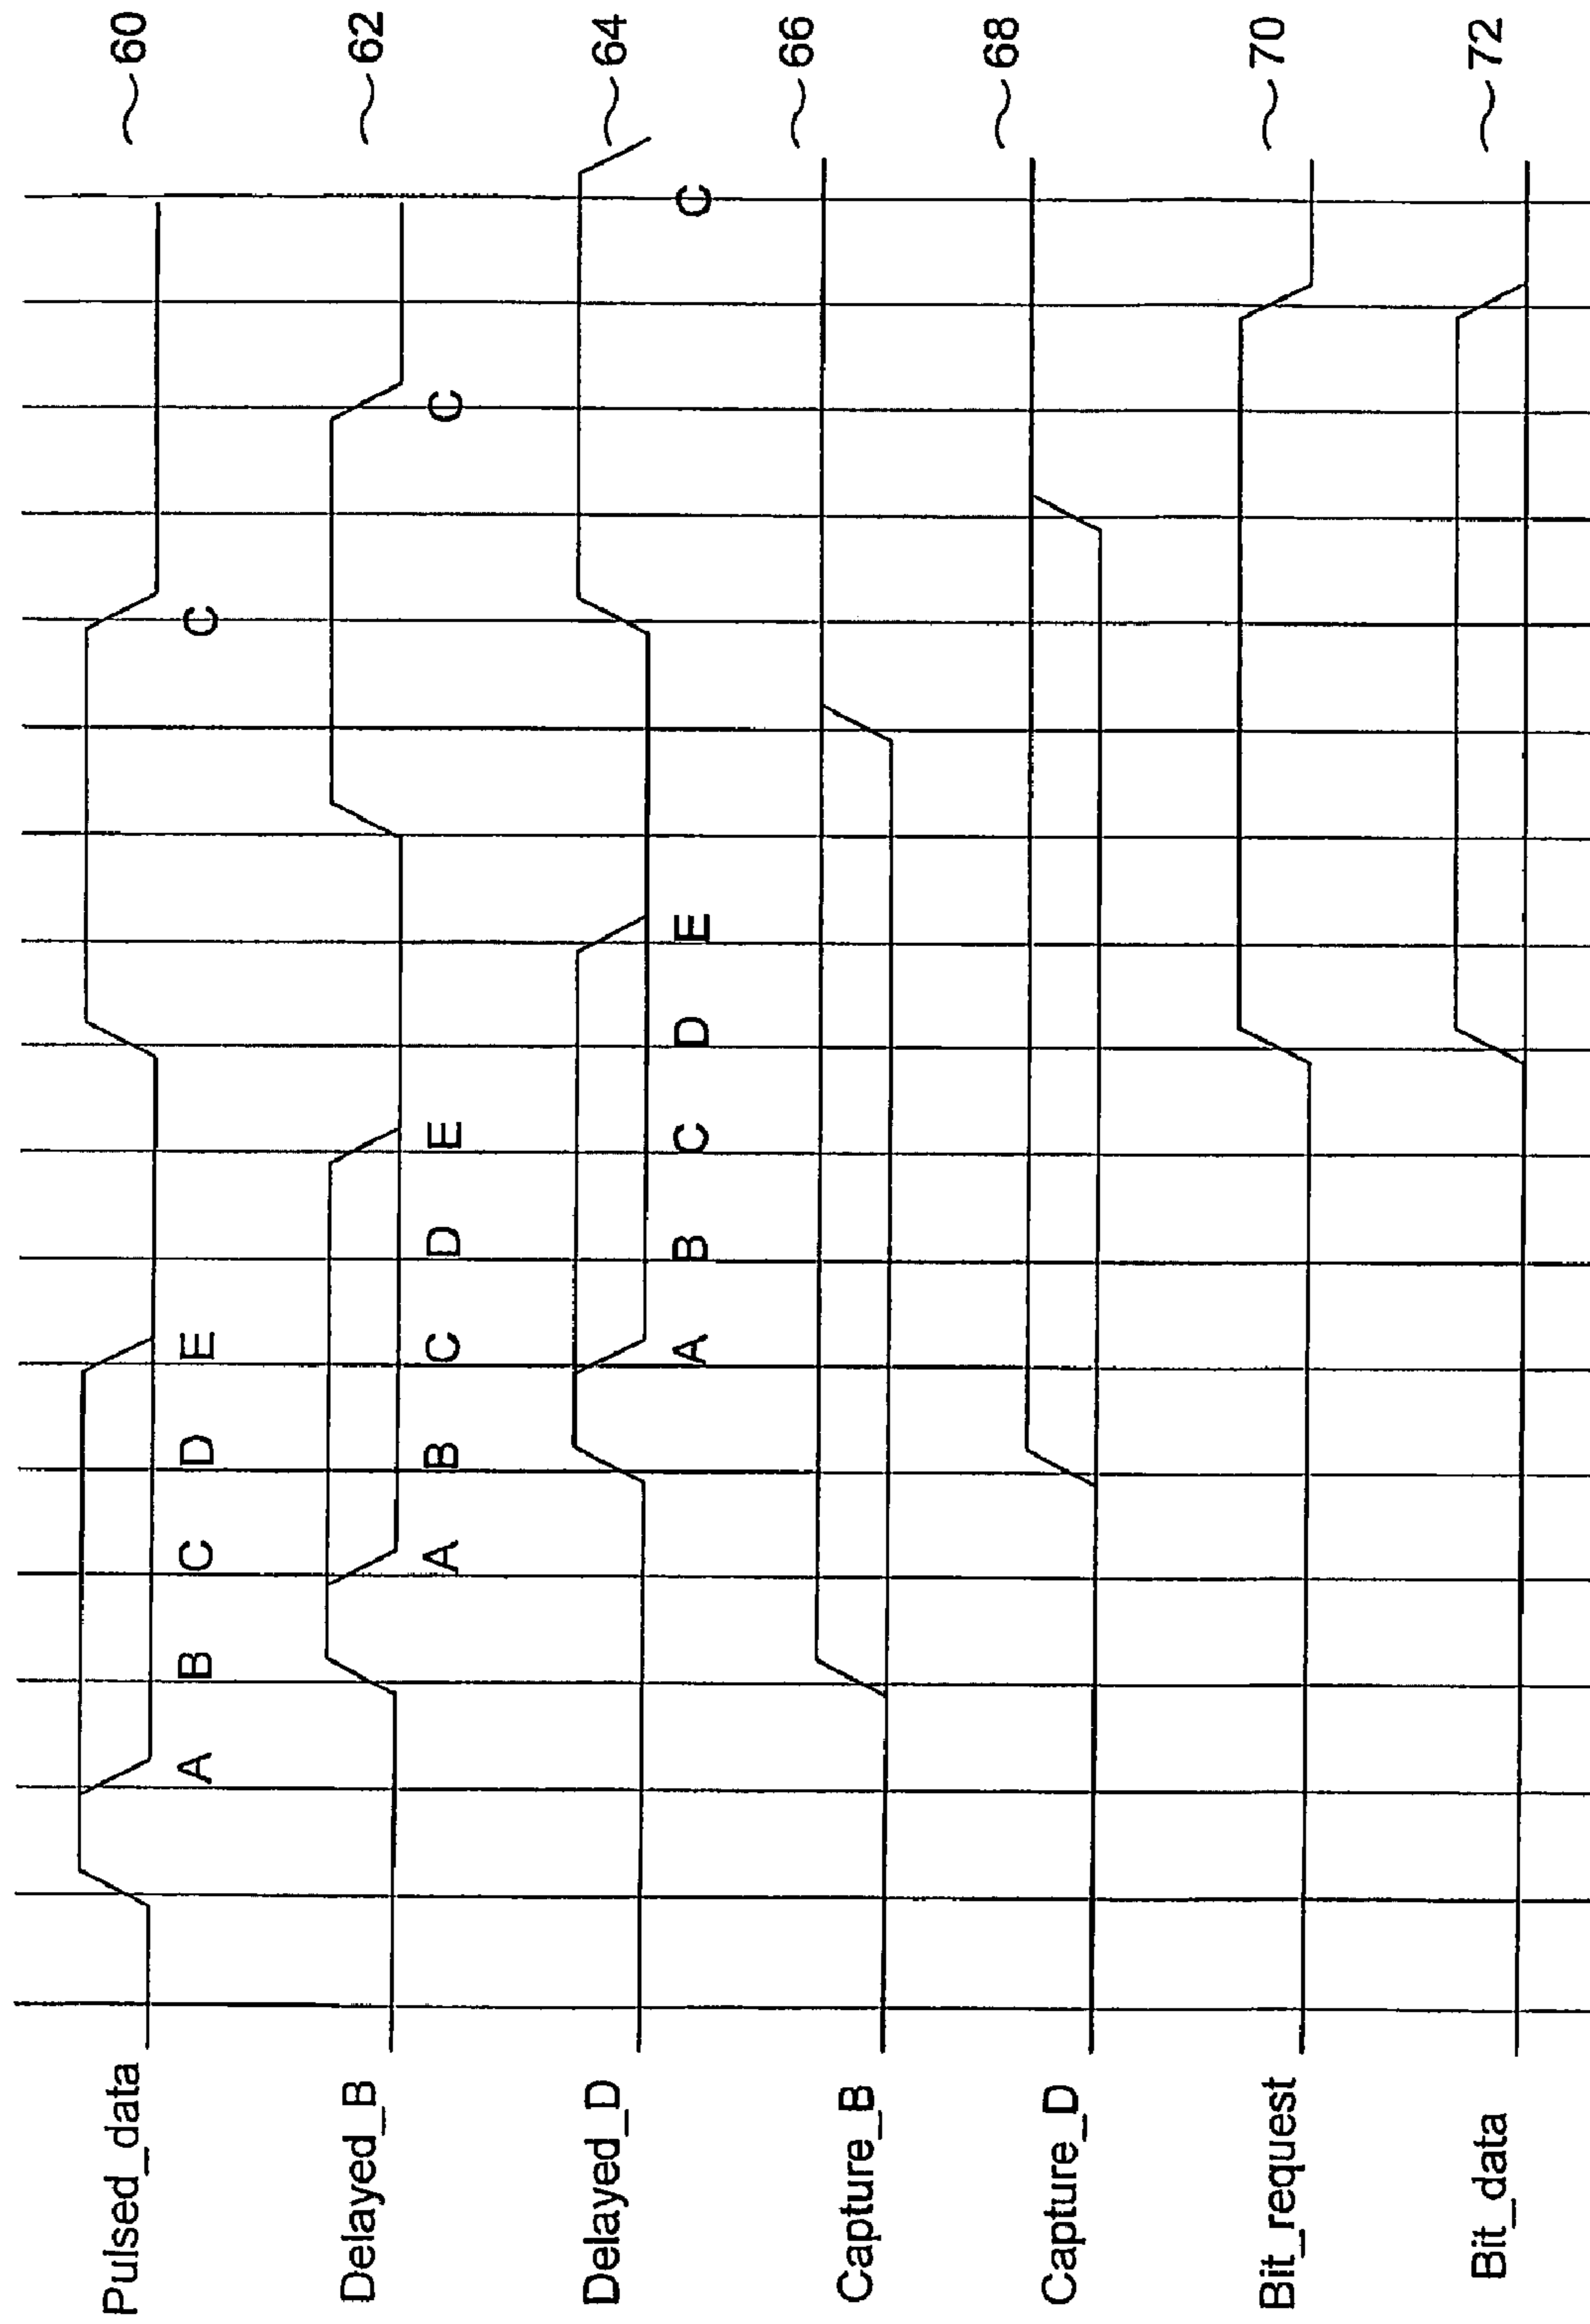 Pulsed_data 60
A B C D E C
Delayed_B 62
A B C D E C
Delayed_D 64
A B C D E C
Capture_B 66
Capture_D 68
Bit_request 70
Bit_data 72